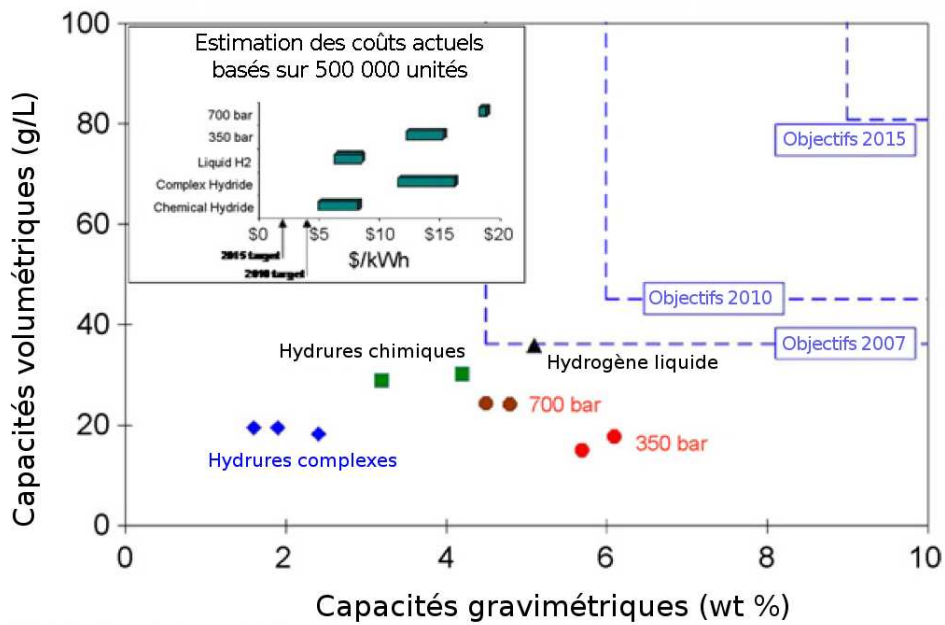 Capacités volumétriques (g/L)
100
80
60
40
20
0
Estimation des coûts actuels
basés sur 500 000 unités
700 bar
350 bar
Liquid H2
Complex Hydride
Chemical Hydride
$0
$5
$10
$15
$20
2015 target
2010 target
$/kWh
Objectifs 2015
Objectifs 2010
Objectifs 2007
Hydrures chimiques
Hydrogène liquide
700 bar
350 bar
Hydrures complexes
0
2
4
6
8
10
Capacités gravimétriques (wt %)